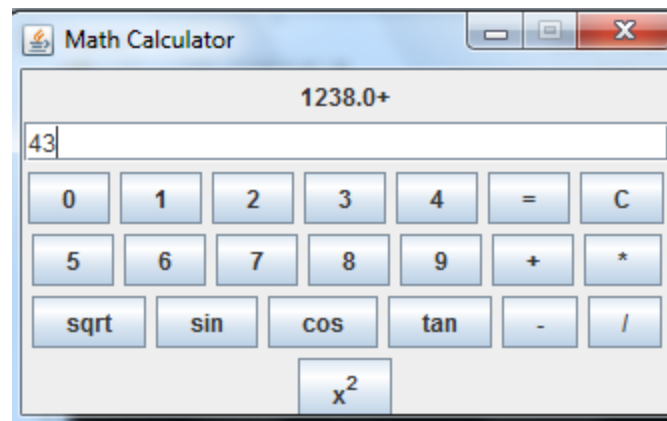 Math Calculator
1238.0+
43
0 1 2 3 4 = C
5 6 7 8 9 + *
sqrt sin cos tan - /
x²